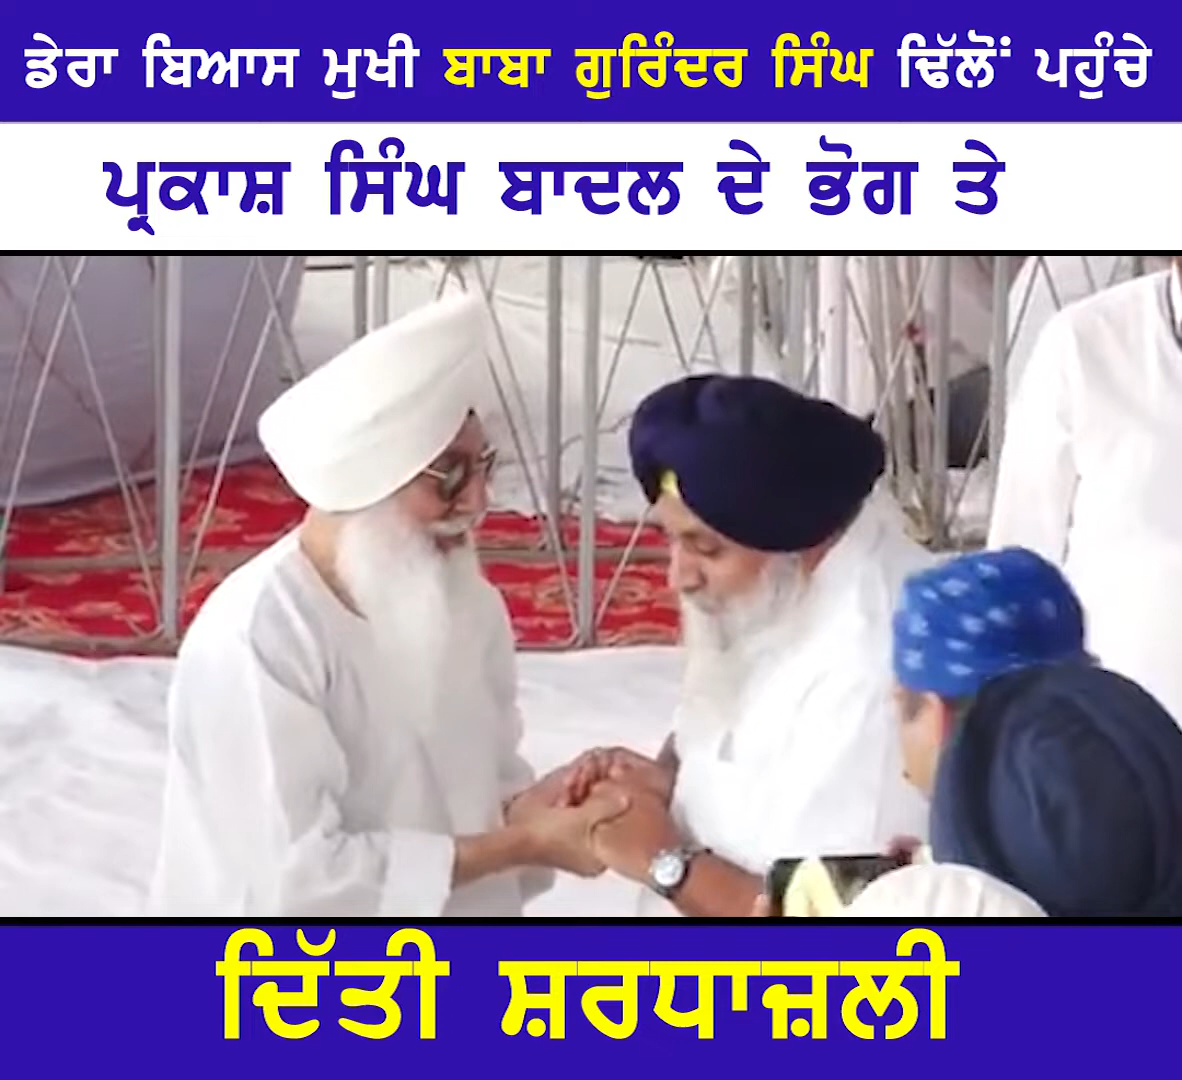 ਡੇਰਾ ਬਿਆਸ ਮੁਖੀ ਬਾਬਾ ਗੁਰਿੰਦਰ ਸਿੰਘ ਢਿੱਲੋਂ ਪਹੁੰਚੇ
ਪ੍ਰਕਾਸ਼ ਸਿੰਘ ਬਾਦਲ ਦੇ ਭੋਗ ਤੇ
ਦਿੱਤੀ ਸ਼ਰਧਾਜ਼ਲੀ